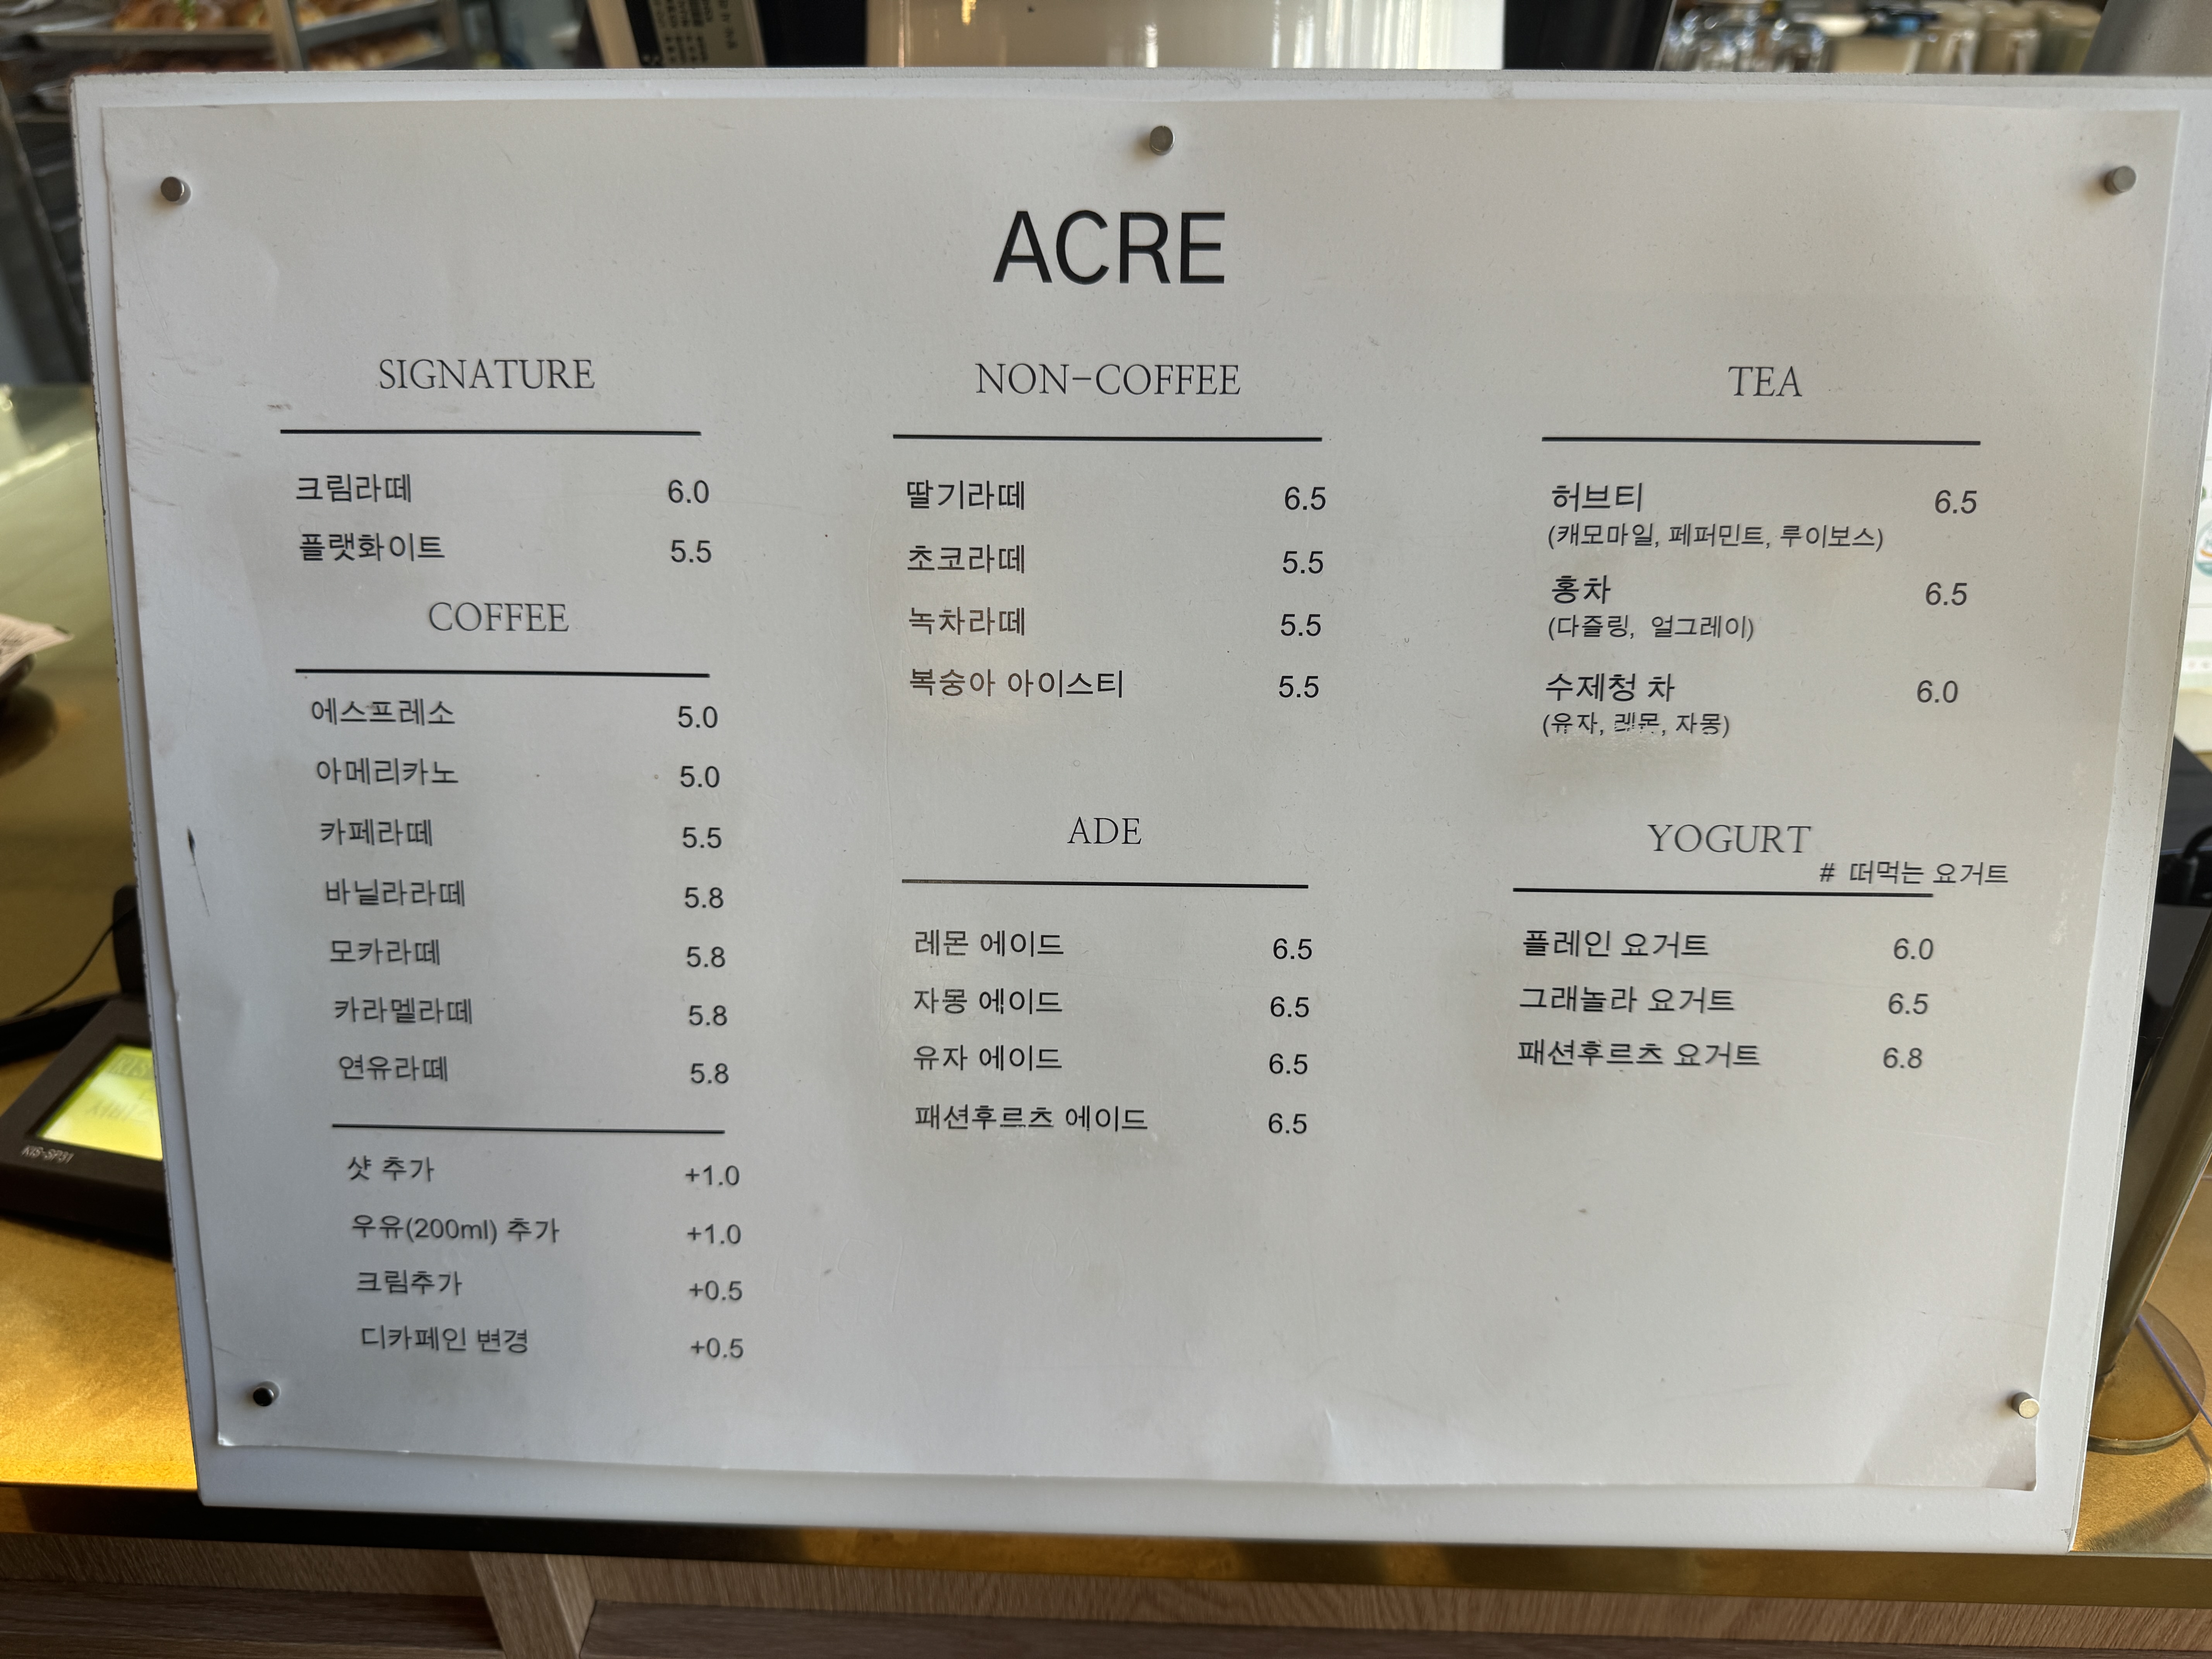 ACRE
SIGNATURE
크림라떼 6.0
플랫화이트 5.5
COFFEE
에스프레소 5.0
아메리카노 5.0
카페라떼 5.5
바닐라라떼 5.8
모카라떼 5.8
카라멜라떼 5.8
연유라떼 5.8
샷 추가 +1.0
우유(200ml) 추가 +1.0
크림추가 +0.5
디카페인 변경 +0.5
NON-COFFEE
딸기라떼 6.5
초코라떼 5.5
녹차라떼 5.5
복숭아 아이스티 5.5
ADE
레몬 에이드 6.5
자몽 에이드 6.5
유자 에이드 6.5
패션후르츠 에이드 6.5
TEA
허브티 6.5
(캐모마일, 페퍼민트, 루이보스)
홍차 6.5
(다즐링, 얼그레이)
수제청 차 6.0
(유자, 레몬, 자몽)
YOGURT
# 떠먹는 요거트
플레인 요거트 6.0
그래놀라 요거트 6.5
패션후르츠 요거트 6.8
KIS-SP31